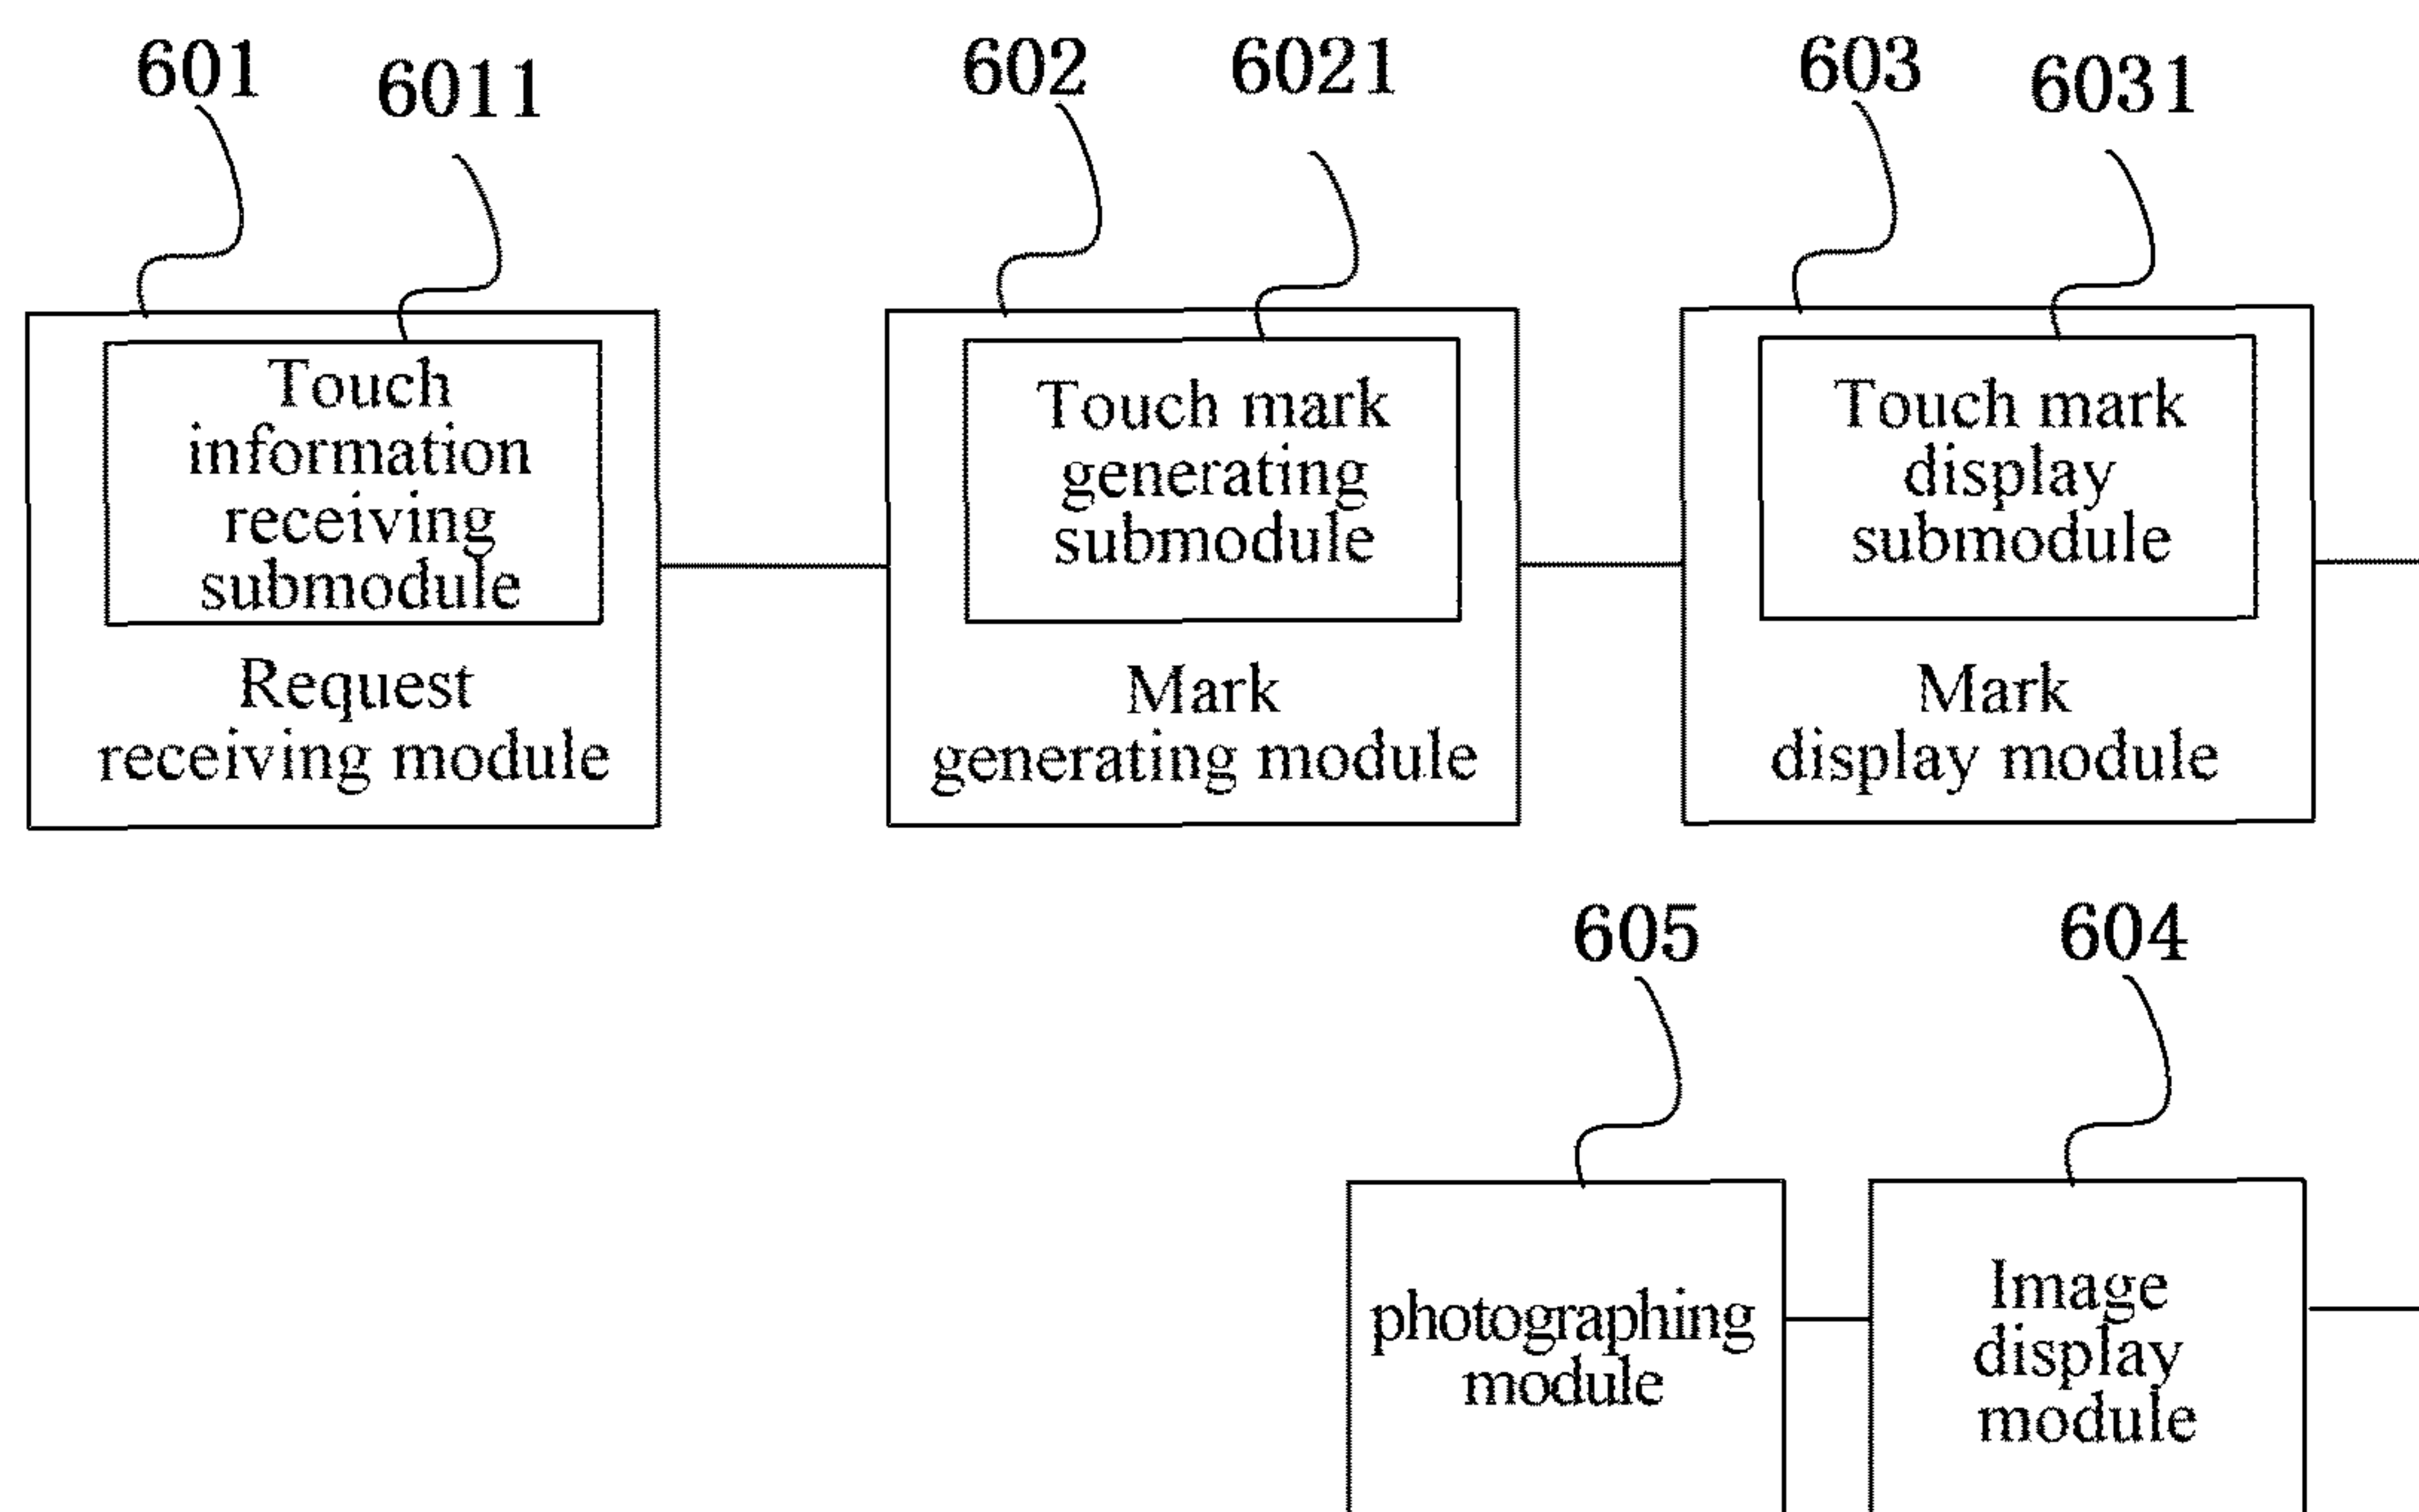 601
6011
602
6021
603
6031
Touch
information
receiving
submodule
Request
receiving module
Touch mark
generating
submodule
Mark
generating module
Touch mark
display
submodule
Mark
display module
605
604
photographing
module
Image
display
module